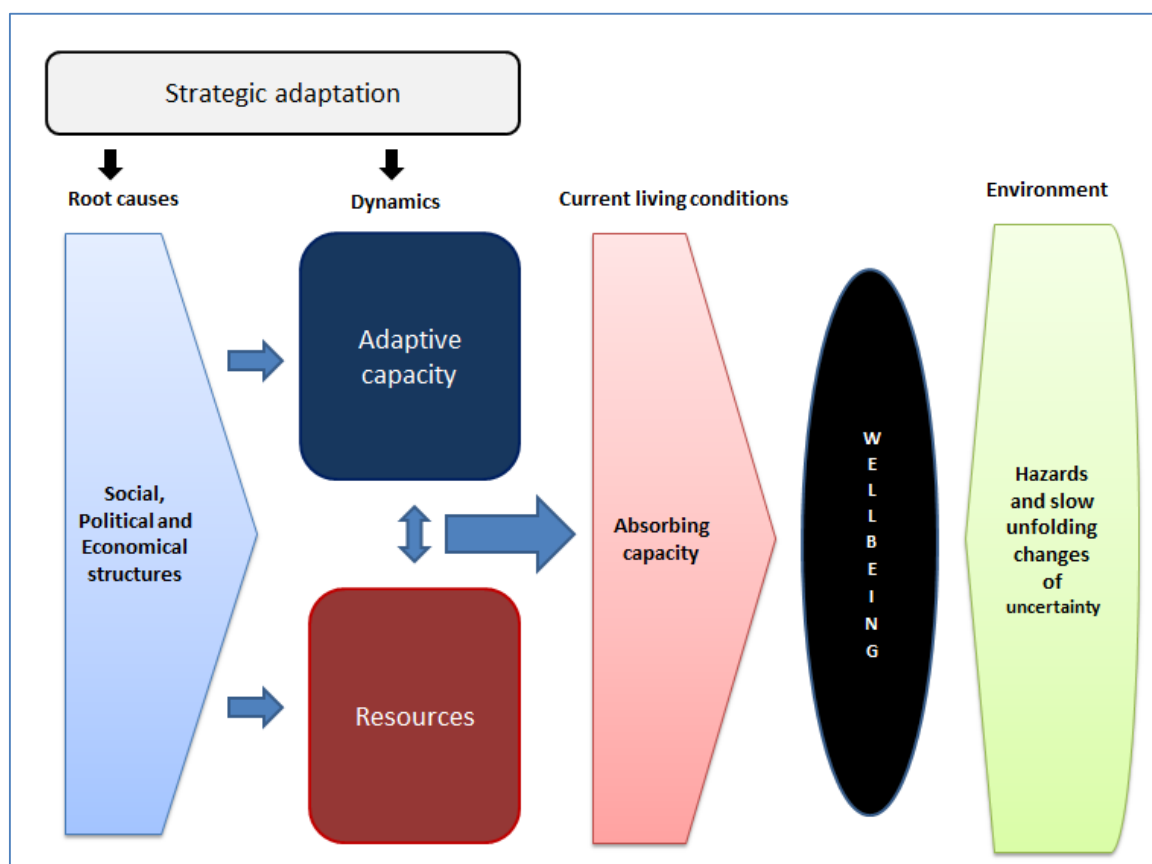 Strategic adaptation
Root causes
Dynamics
Current living conditions
Environment
Social,
Political and
Economical
structures
Adaptive
capacity
Resources
Absorbing
capacity
W
E
L
L
B
E
I
N
G
Hazards
and slow
unfolding
changes
of
uncertainty